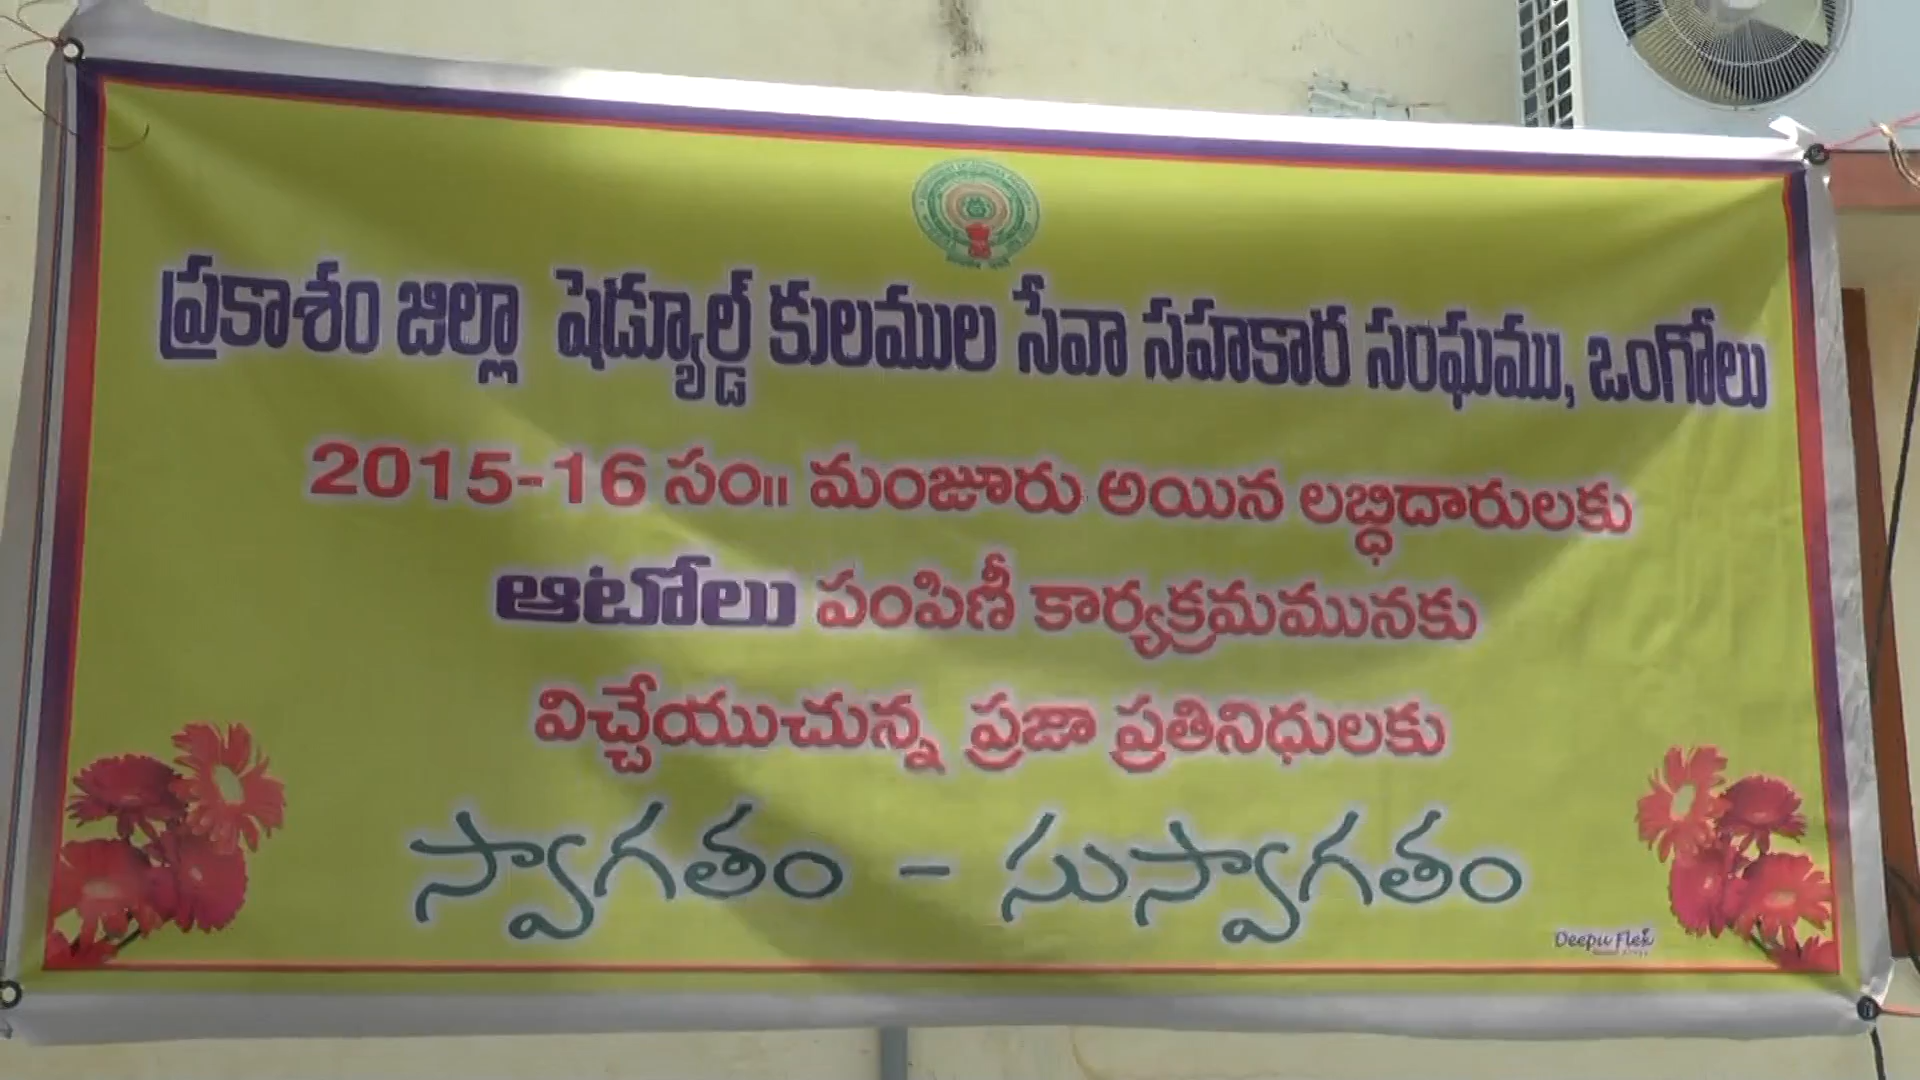 ప్రకాశం జిల్లా షెడ్యూల్డ్ కులముల సేవా సహకార సంఘము, ఒంగోలు
2015-16 సం॥ మంజూరు అయిన లబ్ధిదారులకు
ఆటోలు పంపిణీ కార్యక్రమమునకు
విచ్చేయుచున్న ప్రజా ప్రతినిధులకు
స్వాగతం - సుస్వాగతం
Deepu Flex